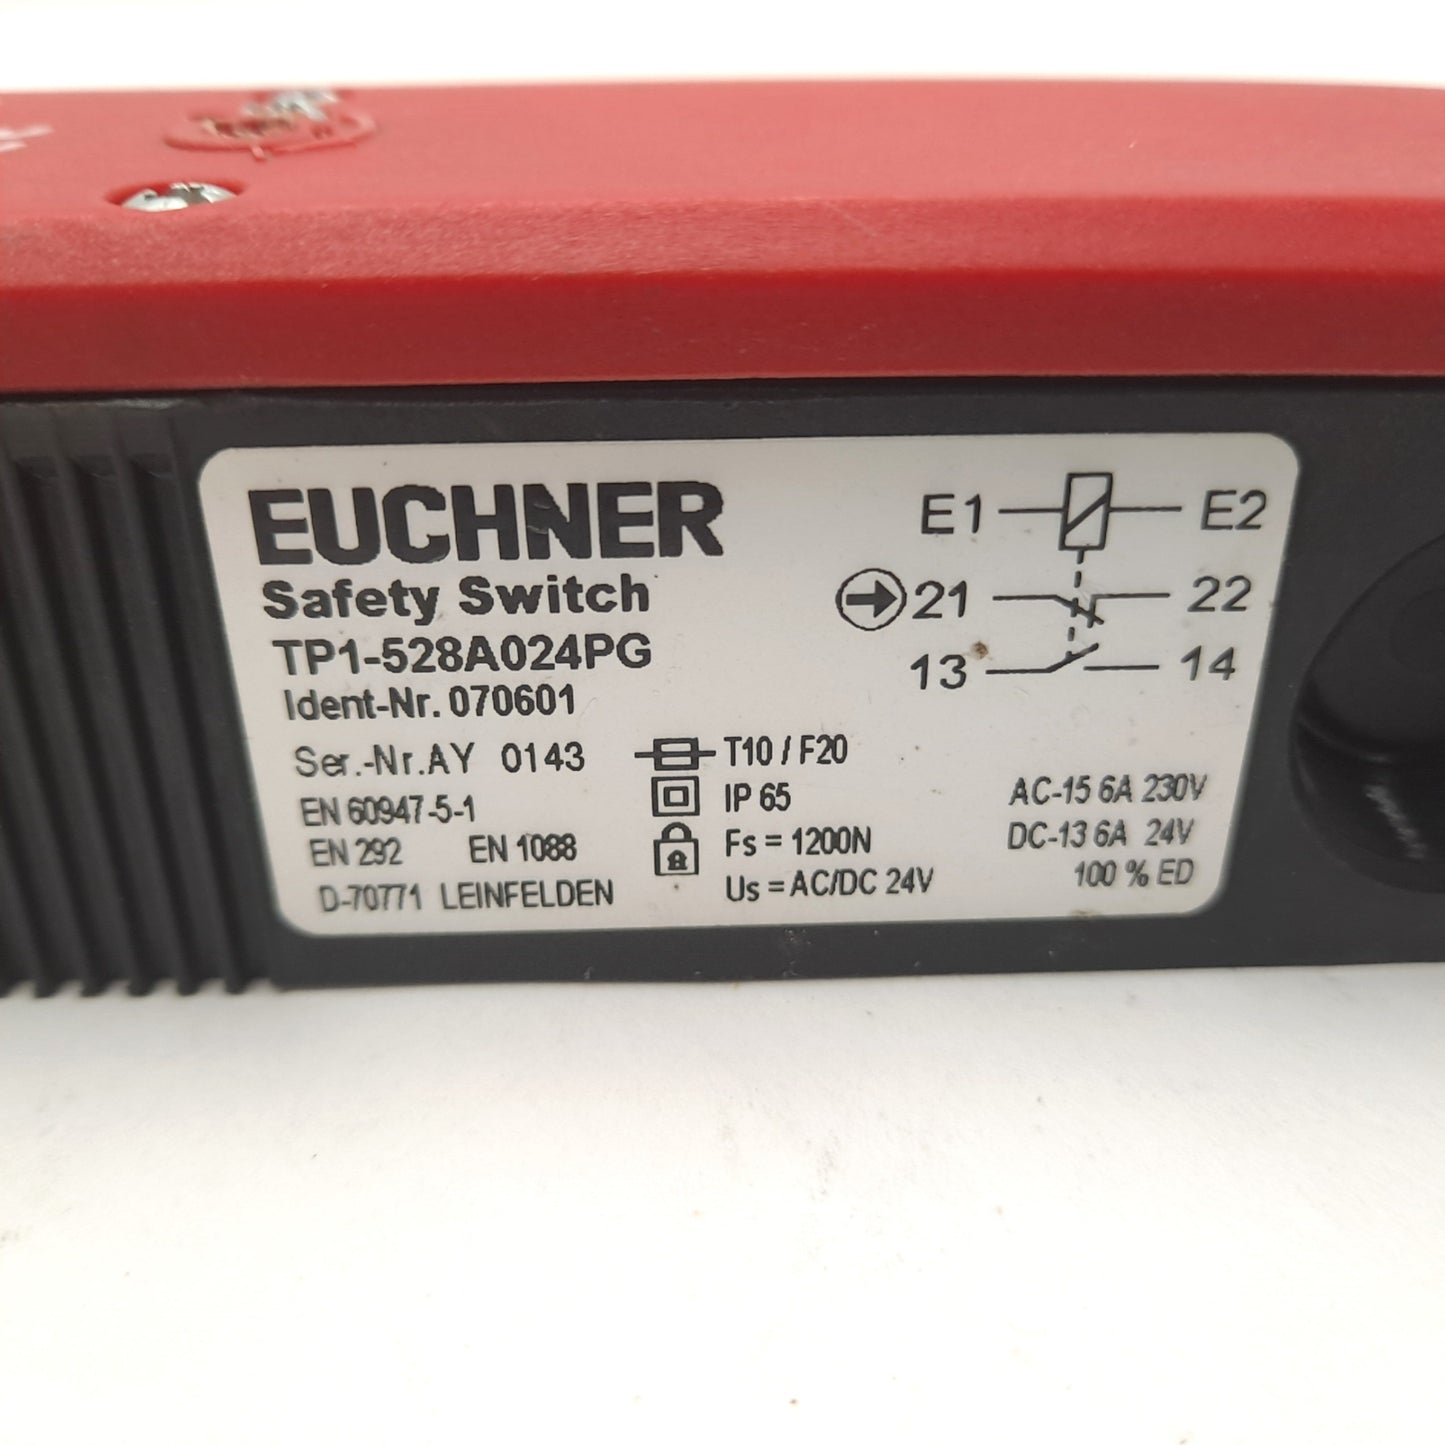 EUCHNER
Safety Switch
TP1-528A024PG
Ident-Nr. 070601
Ser.-Nr.AY 0143
EN 60947-5-1
EN 292 EN 1088
D-70771 LEINFELDEN
T10 / F20
IP 65
Fs = 1200N
Us = AC/DC 24V
E1 E2
21 22
13 14
AC-15 6A 230V
DC-13 6A 24V
100 % ED